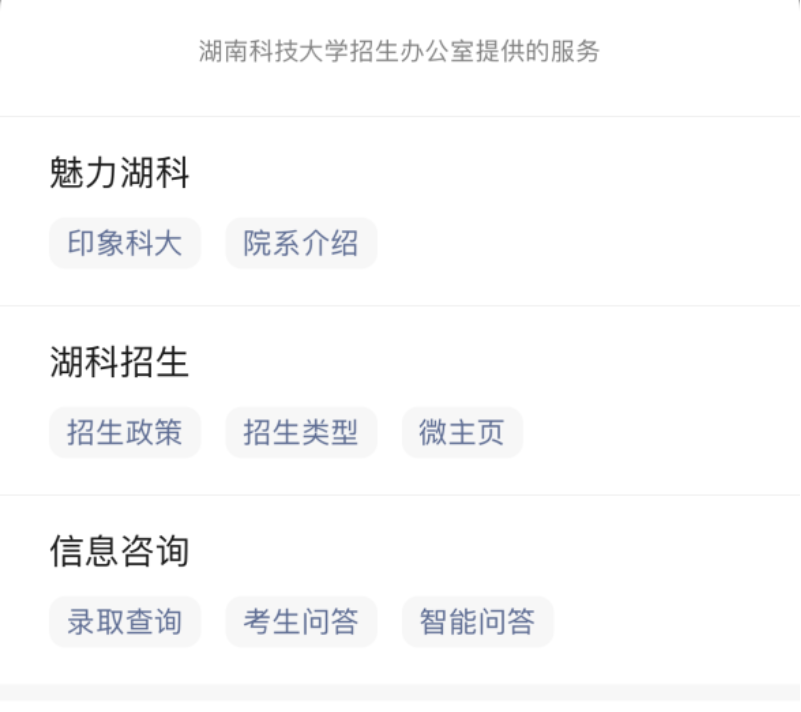 湖南科技大学招生办公室提供的服务
魅力湖科
印象科大 院系介绍
湖科招生
招生政策 招生类型 微主页
信息咨询
录取查询 考生问答 智能问答